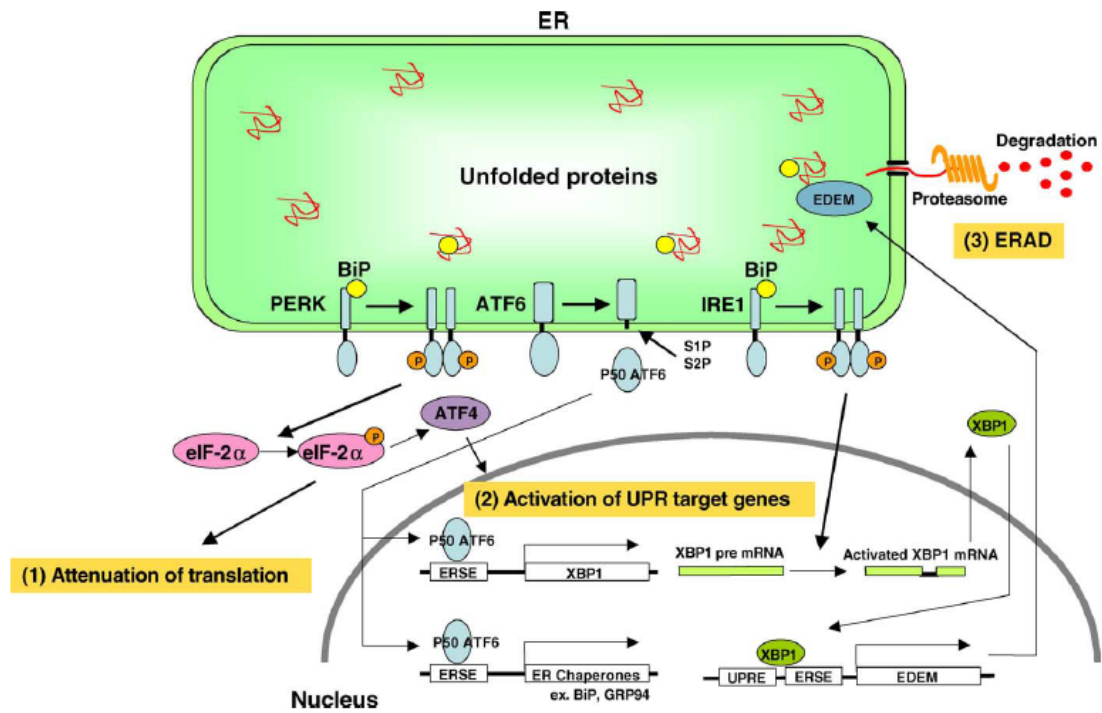 ER
Unfolded proteins
EDEM
Degradation
Proteasome
(3) ERAD
BiP
PERK
ATF6
BiP
IRE1
S1P
S2P
P
P
P50 ATF6
P
P
ATF4
eIF-2α
eIF-2α
P
XBP1
(2) Activation of UPR target genes
(1) Attenuation of translation
P50 ATF6
ERSE
XBP1
XBP1 pre mRNA
Activated XBP1 mRNA
P50 ATF6
ERSE
ER Chaperones
ex. BiP, GRP94
XBP1
UPRE
ERSE
EDEM
Nucleus